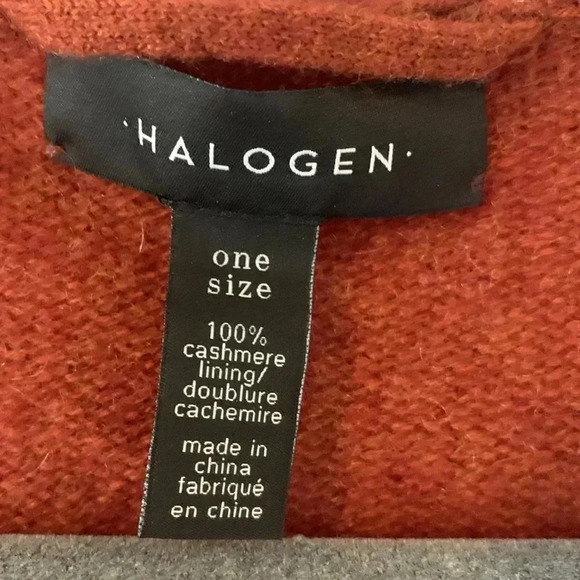 ·HALOGEN·
one
size
100%
cashmere
lining/
doublure
cachemire
made in
china
fabriqué
en chine